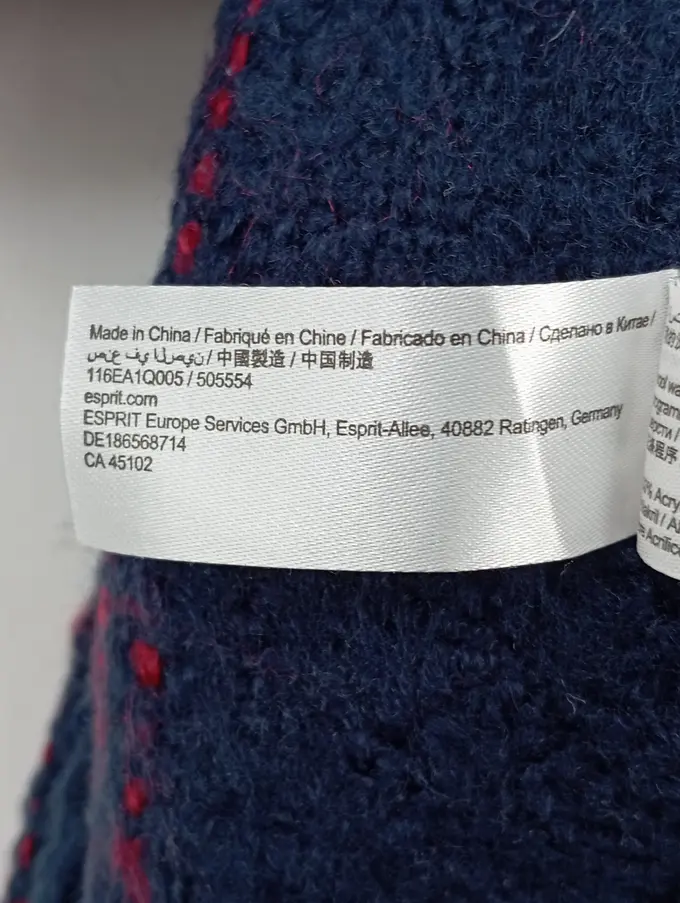 Made in China / Fabriqué en Chine / Fabricado en China / Сделано в Китае /
صنع في الصين / 中國製造 / 中国制造
116EA1Q005 / 505554
esprit.com
ESPRIT Europe Services GmbH, Esprit-Allee, 40882 Ratingen, Germany
DE186568714
CA 45102